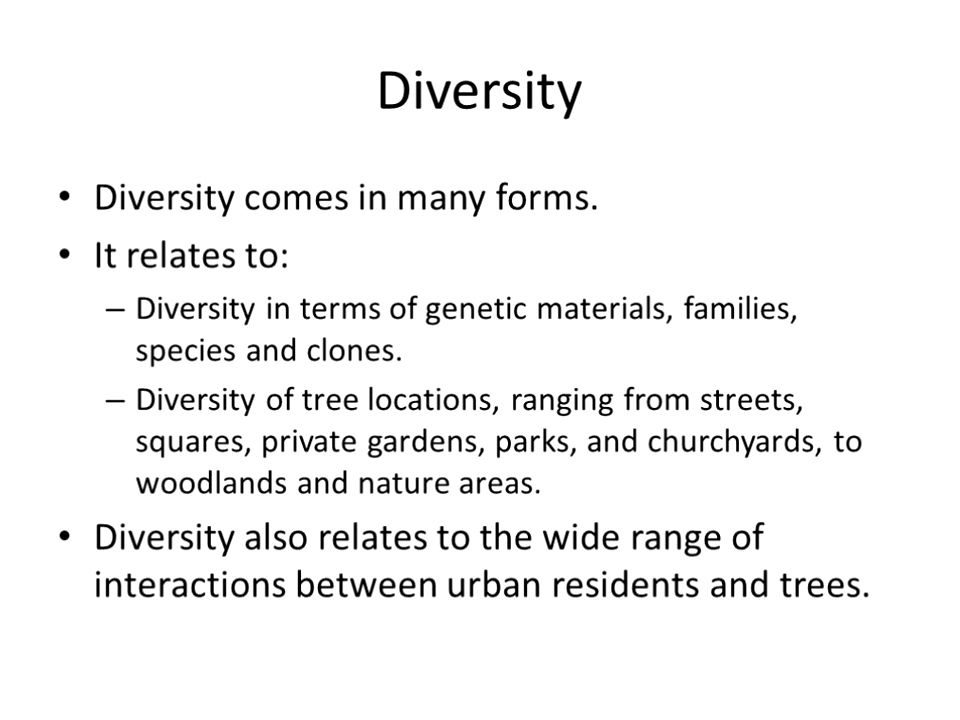 Diversity
• Diversity comes in many forms.
• It relates to:
– Diversity in terms of genetic materials, families,
species and clones.
– Diversity of tree locations, ranging from streets,
squares, private gardens, parks, and churchyards, to
woodlands and nature areas.
• Diversity also relates to the wide range of
interactions between urban residents and trees.